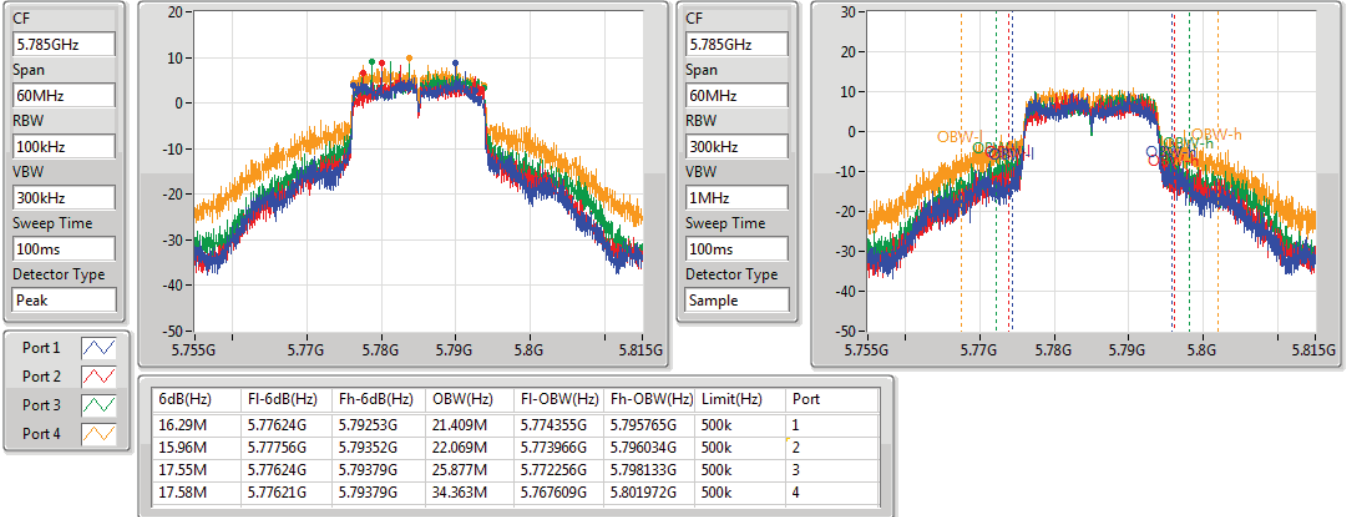 CF
5.785GHz
Span
60MHz
RBW
100kHz
VBW
300kHz
Sweep Time
100ms
Detector Type
Peak
20
10
0
-10
-20
-30
-40
-50
5.755G 5.77G 5.78G 5.79G 5.8G 5.815G
CF
5.785GHz
Span
60MHz
RBW
300kHz
VBW
1MHz
Sweep Time
100ms
Detector Type
Sample
30
20
10
0
-10
-20
-30
-40
-50
OBW-l OBW-h
5.755G 5.77G 5.78G 5.79G 5.8G 5.815G
Port 1
Port 2
Port 3
Port 4
6dB(Hz) Fl-6dB(Hz) Fh-6dB(Hz) OBW(Hz) Fl-OBW(Hz) Fh-OBW(Hz) Limit(Hz) Port
16.29M 5.77624G 5.79253G 21.409M 5.774355G 5.795765G 500k 1
15.96M 5.77756G 5.79352G 22.069M 5.773966G 5.796034G 500k 2
17.55M 5.77624G 5.79379G 25.877M 5.772256G 5.798133G 500k 3
17.58M 5.77621G 5.79379G 34.363M 5.767609G 5.801972G 500k 4